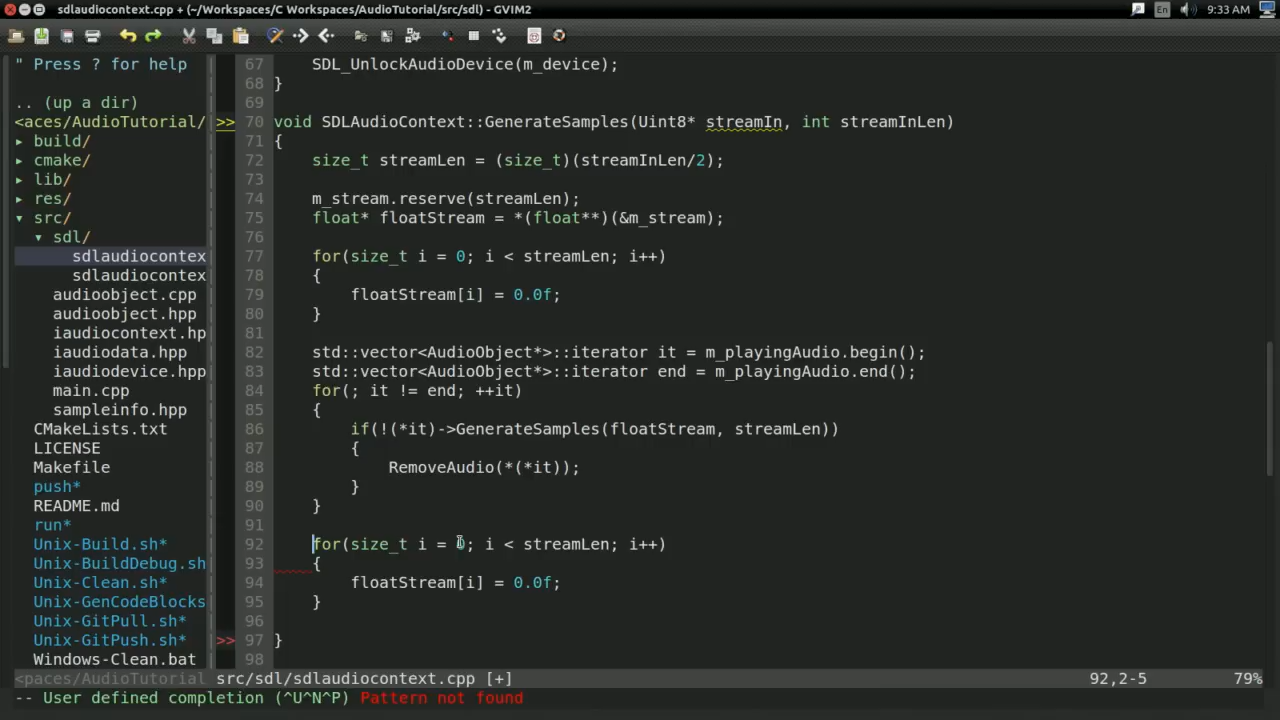 sdlaudiocontext.cpp + (~/Workspaces/C Workspaces/AudioTutorial/src/sdl) - GVIM2
En
9:33 AM
" Press ? for help
.. (up a dir)
<aces/AudioTutorial/
▸ build/
▸ cmake/
▸ lib/
▸ res/
▾ src/
▾ sdl/
sdlaudiocontex
sdlaudiocontex
audioobject.cpp
audioobject.hpp
iaudiocontext.hp
iaudiodata.hpp
iaudiodevice.hpp
main.cpp
sampleinfo.hpp
CMakeLists.txt
LICENSE
Makefile
push*
README.md
run*
Unix-Build.sh*
Unix-BuildDebug.sh
Unix-Clean.sh*
Unix-GenCodeBlocks
Unix-GitPull.sh*
Unix-GitPush.sh*
Windows-Clean.bat
67 SDL_UnlockAudioDevice(m_device);
68 }
69
>> 70 void SDLAudioContext::GenerateSamples(Uint8* streamIn, int streamInLen)
71 {
72 size_t streamLen = (size_t)(streamInLen/2);
73
74 m_stream.reserve(streamLen);
75 float* floatStream = *(float**)(&m_stream);
76
77 for(size_t i = 0; i < streamLen; i++)
78 {
79 floatStream[i] = 0.0f;
80 }
81
82 std::vector<AudioObject*>::iterator it = m_playingAudio.begin();
83 std::vector<AudioObject*>::iterator end = m_playingAudio.end();
84 for(; it != end; ++it)
85 {
86 if(!(*it)->GenerateSamples(floatStream, streamLen))
87 {
88 RemoveAudio(*(*it));
89 }
90 }
91
92 for(size_t i = 0; i < streamLen; i++)
93 {
94 floatStream[i] = 0.0f;
95 }
96
>> 97 }
98
<paces/AudioTutorial src/sdl/sdlaudiocontext.cpp [+] 92,2-5 79%
-- User defined completion (^U^N^P) Pattern not found